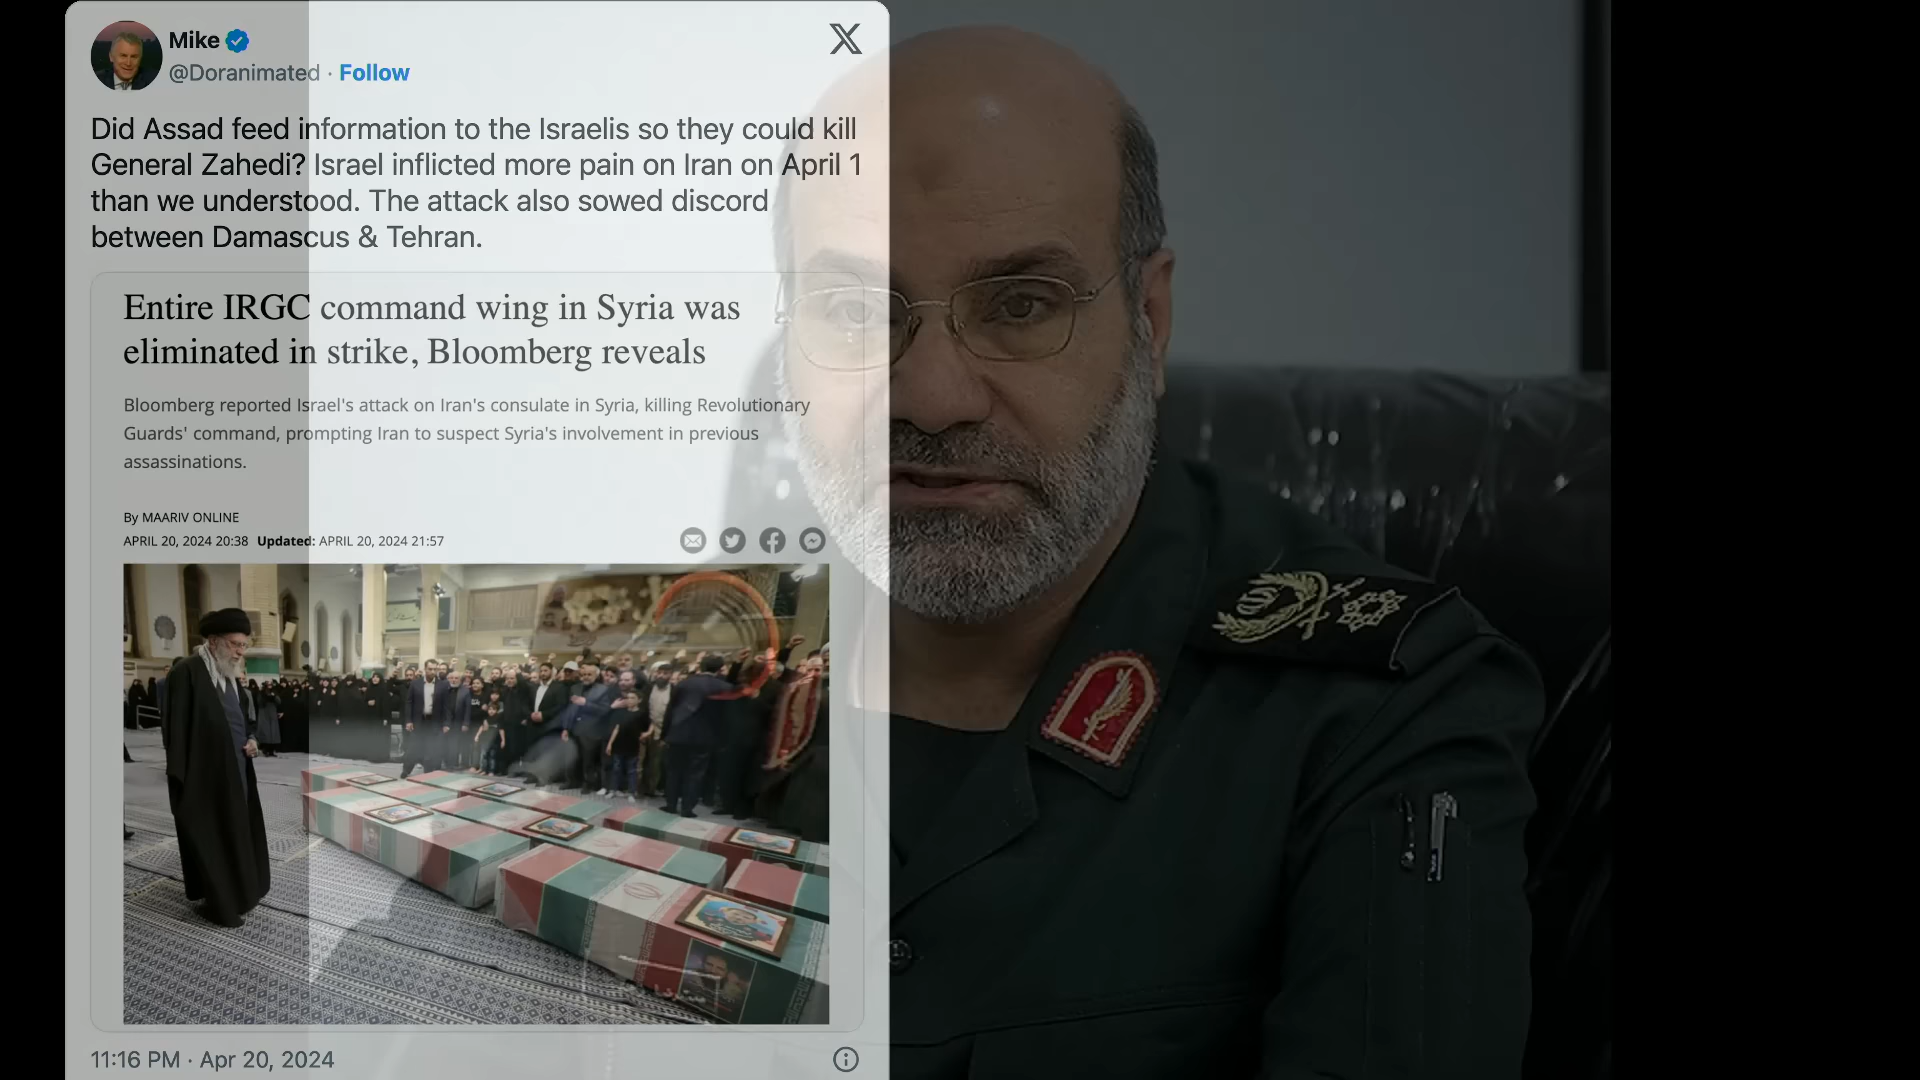 Mike
@Doranimated · Follow
Did Assad feed information to the Israelis so they could kill
General Zahedi? Israel inflicted more pain on Iran on April 1
than we understood. The attack also sowed discord
between Damascus & Tehran.
Entire IRGC command wing in Syria was
eliminated in strike, Bloomberg reveals
Bloomberg reported Israel's attack on Iran's consulate in Syria, killing Revolutionary
Guards' command, prompting Iran to suspect Syria's involvement in previous
assassinations.
By MAARIV ONLINE
APRIL 20, 2024 20:38 Updated: APRIL 20, 2024 21:57
11:16 PM · Apr 20, 2024